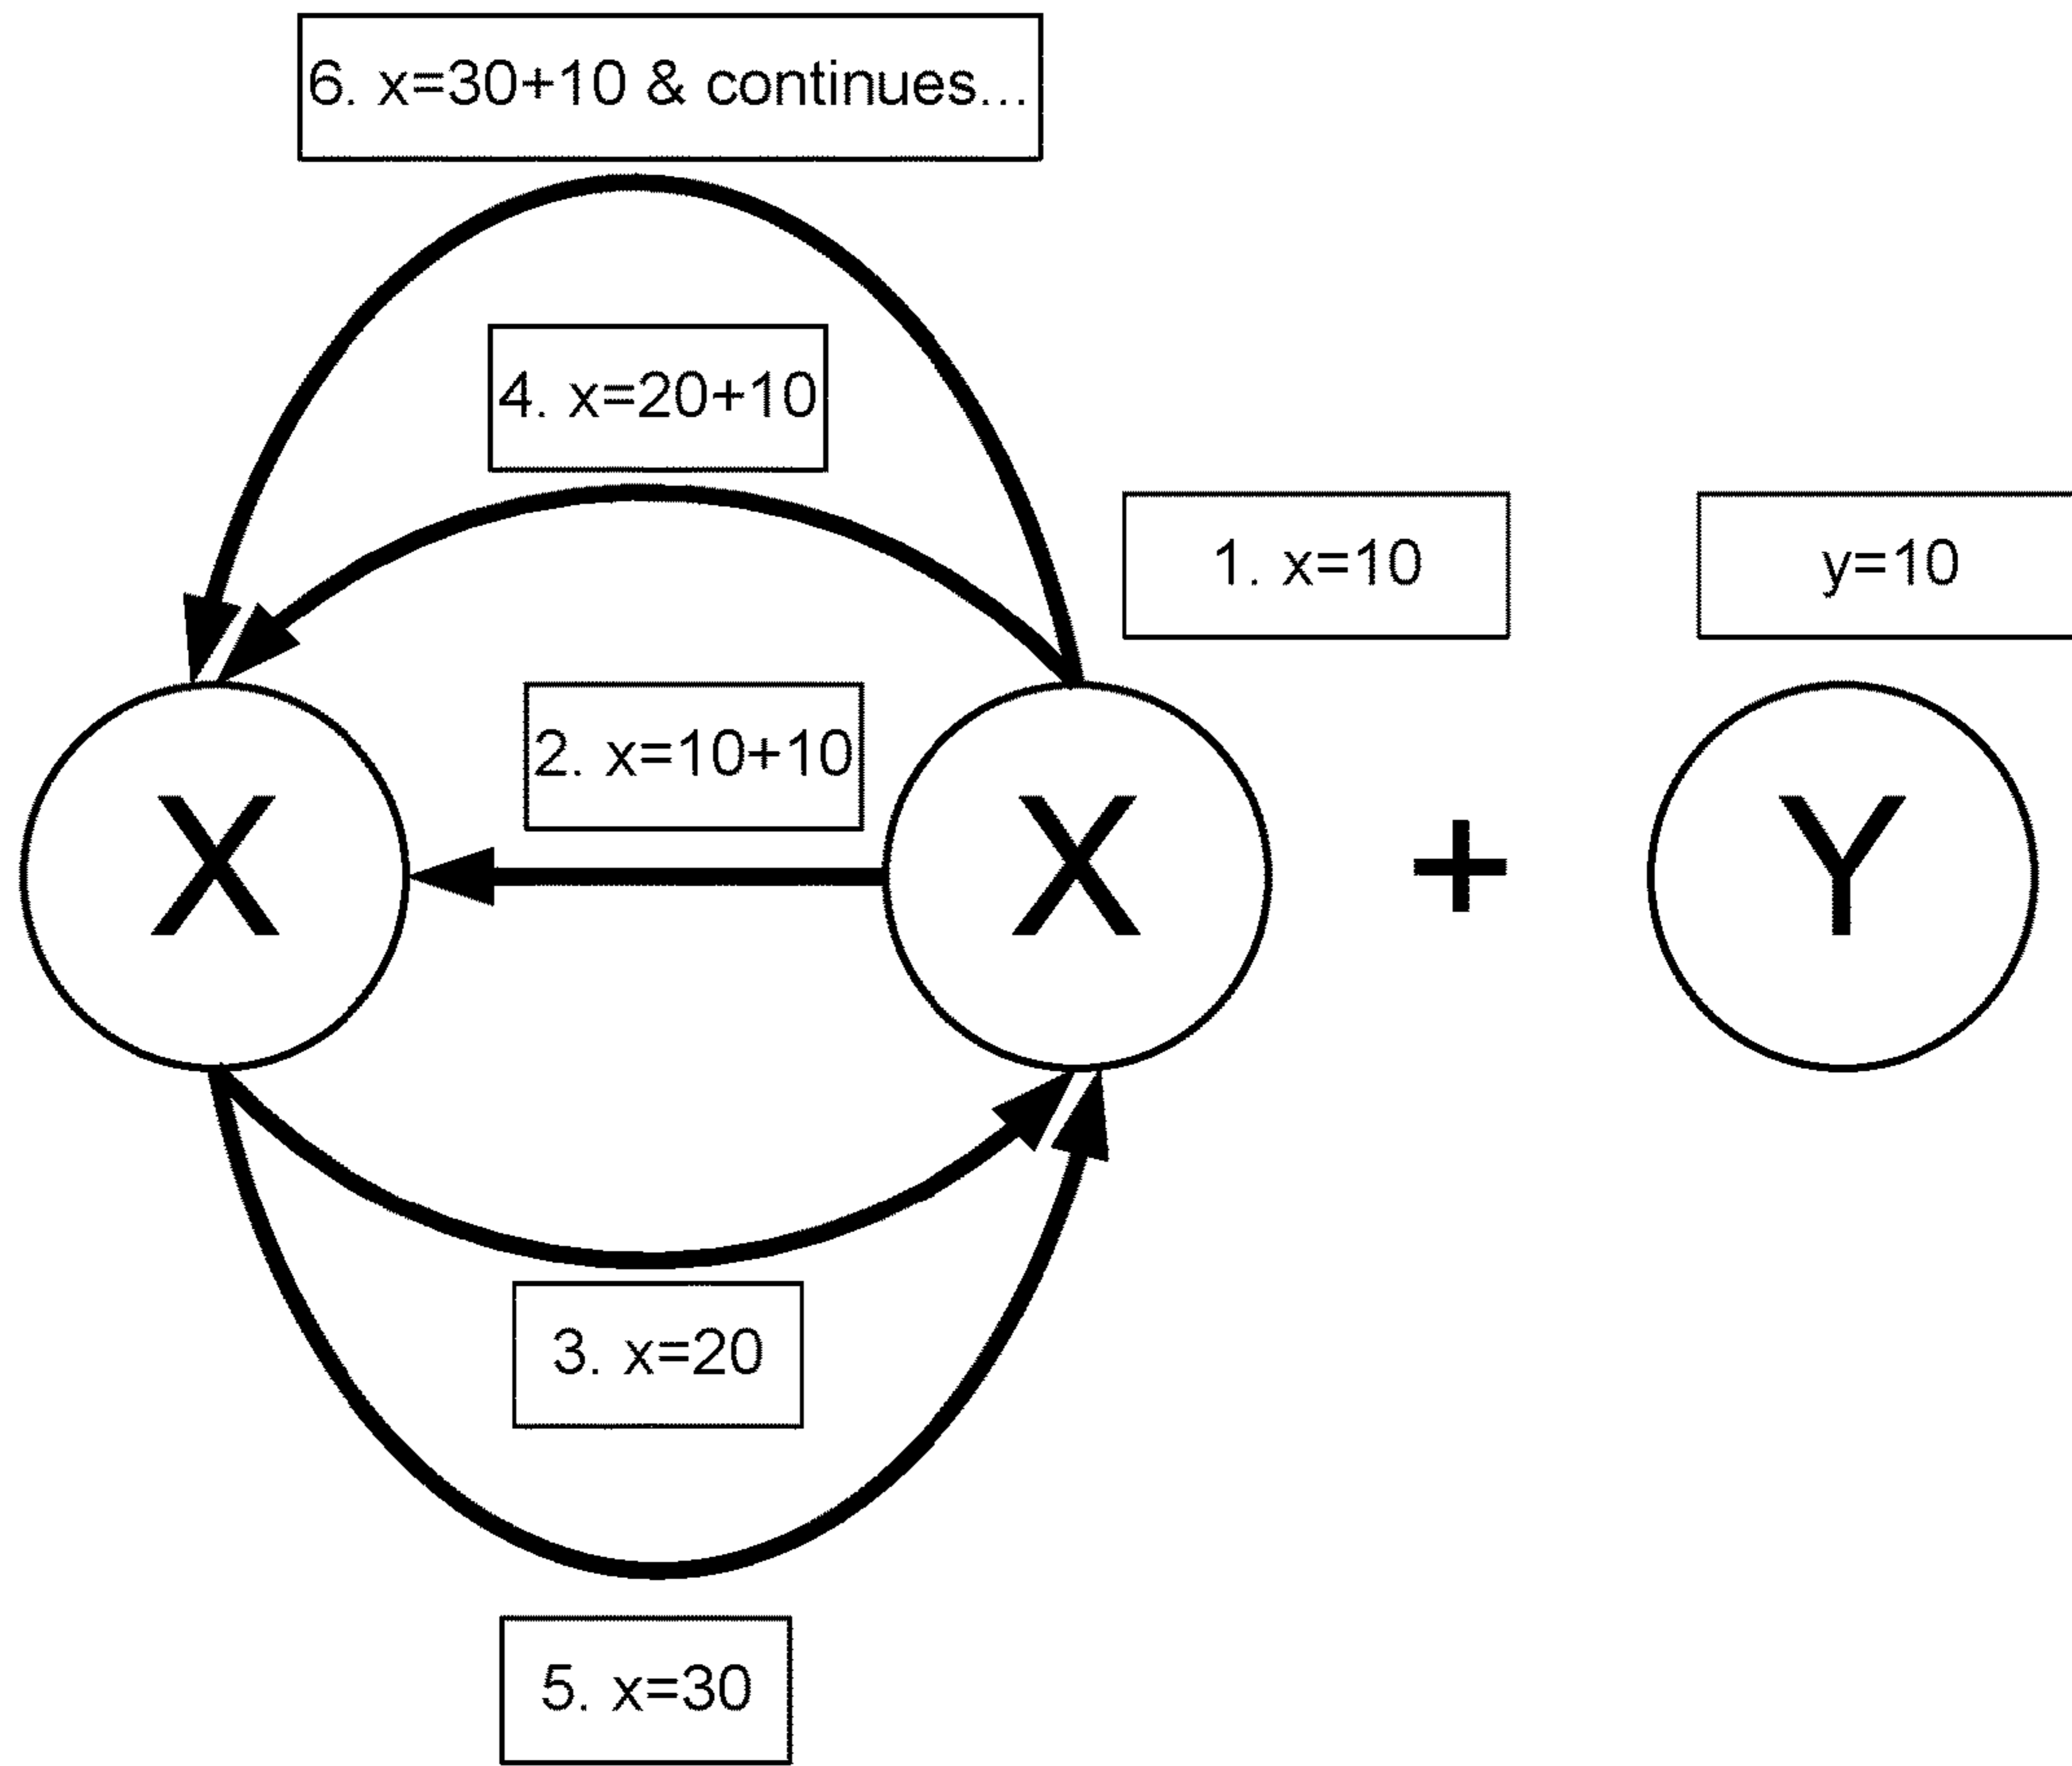 6. x=30+10 & continues...
4. x=20+10
1. x=10
y=10
2. x=10+10
X
X
+
Y
3. x=20
5. x=30